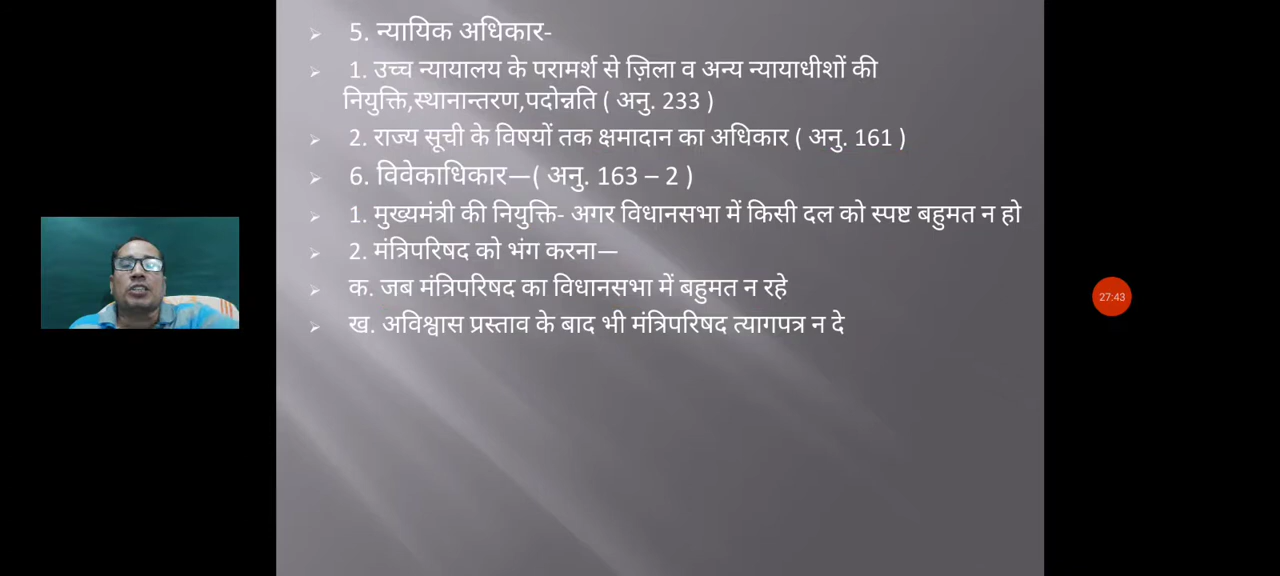 5. न्यायिक अधिकार-
1. उच्च न्यायालय के परामर्श से ज़िला व अन्य न्यायाधीशों की
नियुक्ति,स्थानान्तरण,पदोन्नति ( अनु. 233 )
2. राज्य सूची के विषयों तक क्षमादान का अधिकार ( अनु. 161 )
6. विवेकाधिकार—( अनु. 163 – 2 )
1. मुख्यमंत्री की नियुक्ति- अगर विधानसभा में किसी दल को स्पष्ट बहुमत न हो
2. मंत्रिपरिषद को भंग करना—
क. जब मंत्रिपरिषद का विधानसभा में बहुमत न रहे
ख. अविश्वास प्रस्ताव के बाद भी मंत्रिपरिषद त्यागपत्र न दे
27:43